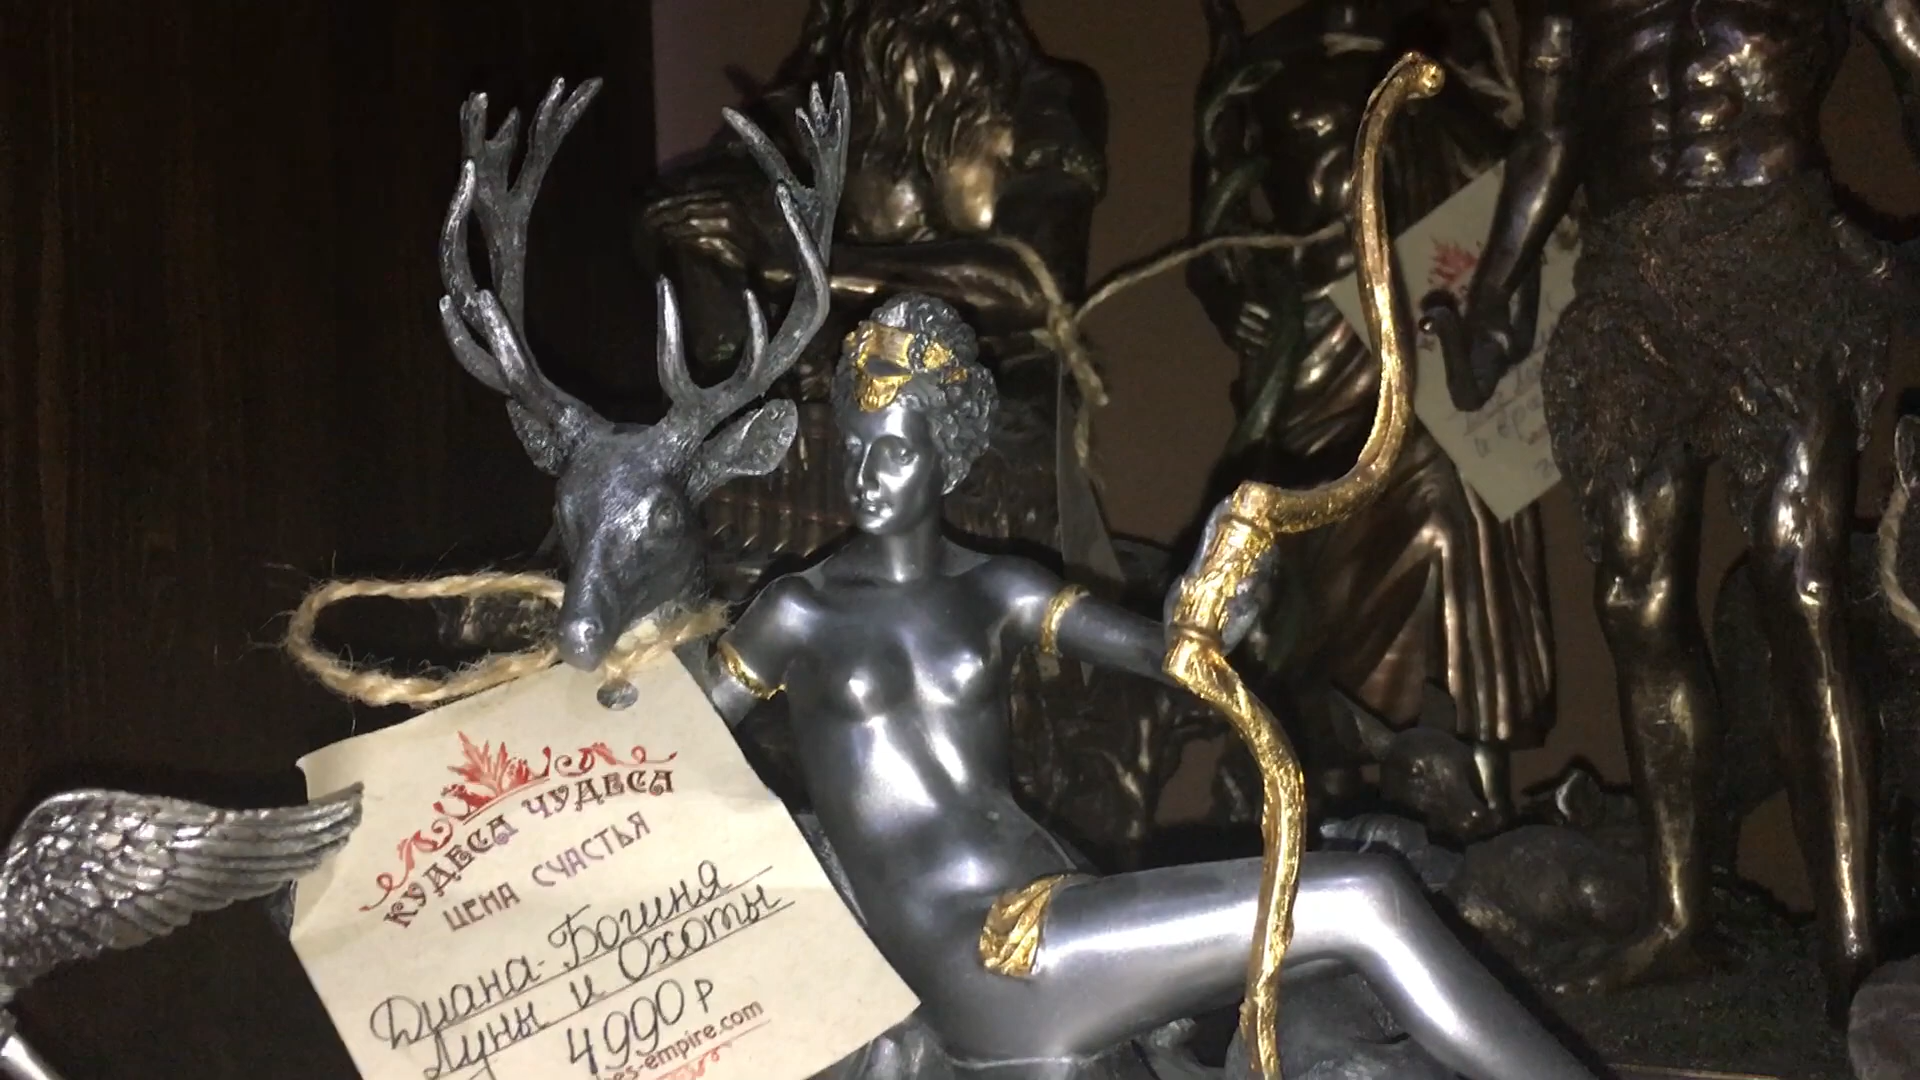 КУДЕСА ЧУДЕСА
ЦЕНА СЧАСТЬЯ
Диана-Богиня
Луны и Охоты
4990 р
es-empire.com